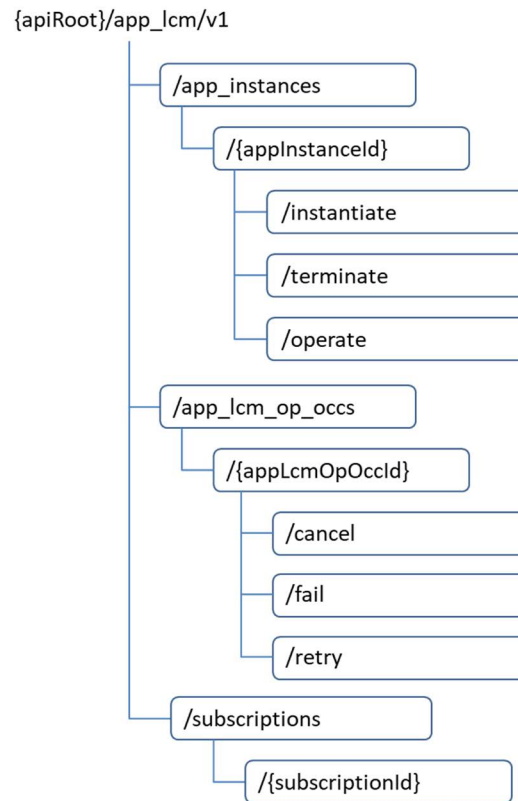 {apiRoot}/app_lcm/v1
/app_instances
/{appInstanceId}
/instantiate
/terminate
/operate
/app_lcm_op_occs
/{appLcmOpOccId}
/cancel
/fail
/retry
/subscriptions
/{subscriptionId}